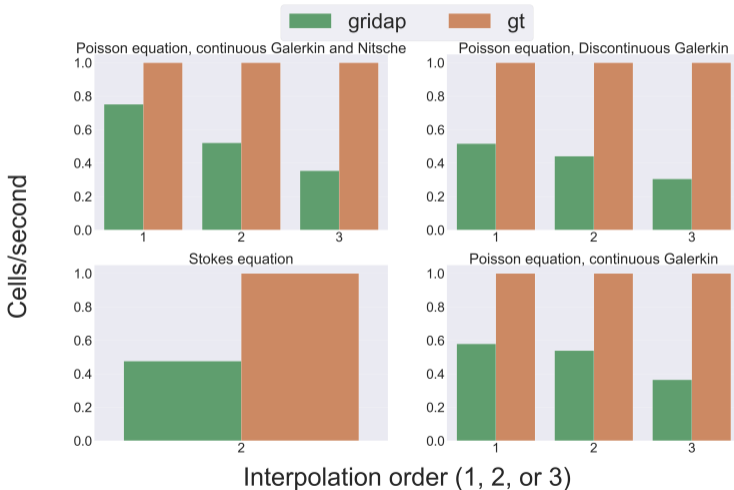 gridap gt
Poisson equation, continuous Galerkin and Nitsche
1.0
0.8
0.6
0.4
0.2
0.0
1 2 3
Poisson equation, Discontinuous Galerkin
1.0
0.8
0.6
0.4
0.2
0.0
1 2 3
Cells/second
Stokes equation
1.0
0.8
0.6
0.4
0.2
0.0
2
Poisson equation, continuous Galerkin
1.0
0.8
0.6
0.4
0.2
0.0
1 2 3
Interpolation order (1, 2, or 3)